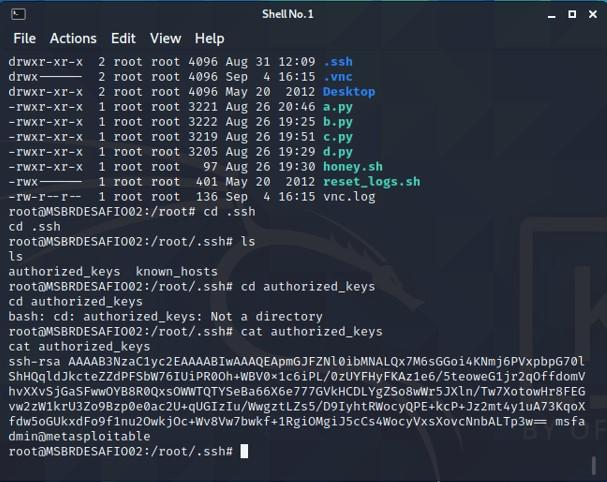 Shell No. 1
File Actions Edit View Help
drwxr-xr-x 2 root root 4096 Aug 31 12:09 .ssh
drwx------ 2 root root 4096 Sep 4 16:15 .vnc
drwxr-xr-x 2 root root 4096 May 20 2012 Desktop
-rwxr-xr-x 1 root root 3221 Aug 26 20:46 a.py
-rwxr-xr-x 1 root root 3222 Aug 26 19:25 b.py
-rwxr-xr-x 1 root root 3219 Aug 26 19:51 c.py
-rwxr-xr-x 1 root root 3205 Aug 26 19:29 d.py
-rwxr-xr-x 1 root root 97 Aug 26 19:30 honey.sh
-rwx------ 1 root root 401 May 20 2012 reset_logs.sh
-rw-r--r-- 1 root root 136 Sep 4 16:15 vnc.log
root@MSBRDESAFIO02:/root# cd .ssh
cd .ssh
root@MSBRDESAFIO02:/root/.ssh# ls
ls
authorized_keys known_hosts
root@MSBRDESAFIO02:/root/.ssh# cd authorized_keys
cd authorized_keys
bash: cd: authorized_keys: Not a directory
root@MSBRDESAFIO02:/root/.ssh# cat authorized_keys
cat authorized_keys
ssh-rsa AAAAB3NzaC1yc2EAAAABIwAAAQEApmGJFZNl0ibMNALQx7M6sGGoi4KNmj6PVxpbpG70l
ShHQqldJkcteZZdPFSbW76IUiPR0Oh+WBV0x1c6iPL/0zUYFHyFKAz1e6/5teoweG1jr2qOffdomV
hvXXvSjGaSFwwOYB8R0QxsOWWTQTYSeBa66X6e777GVkHCDLYgZSo8wWr5JXln/Tw7XotowHr8FEG
vw2zW1krU3Zo9Bzp0e0ac2U+qUGIzIu/WwgztLZs5/D9IyhtRWocyQPE+kcP+Jz2mt4y1uA73KqoX
fdw5oGUkxdFo9f1nu2OwkjOc+Wv8Vw7bwkf+1RgiOMgiJ5cCs4WocyVxsXovcNnbALTp3w== msfa
dmin@metasploitable
root@MSBRDESAFIO02:/root/.ssh#